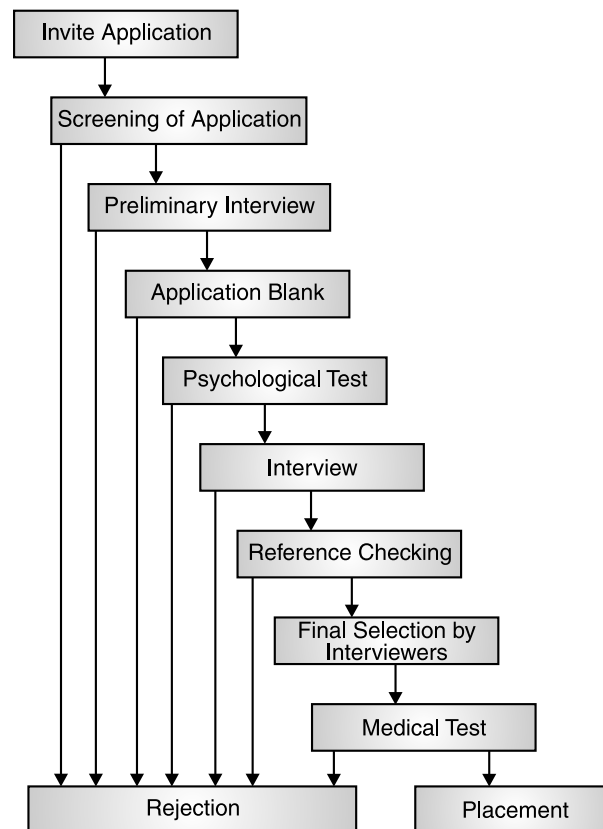 Invite Application
Screening of Application
Preliminary Interview
Application Blank
Psychological Test
Interview
Reference Checking
Final Selection by
Interviewers
Medical Test
Rejection
Placement